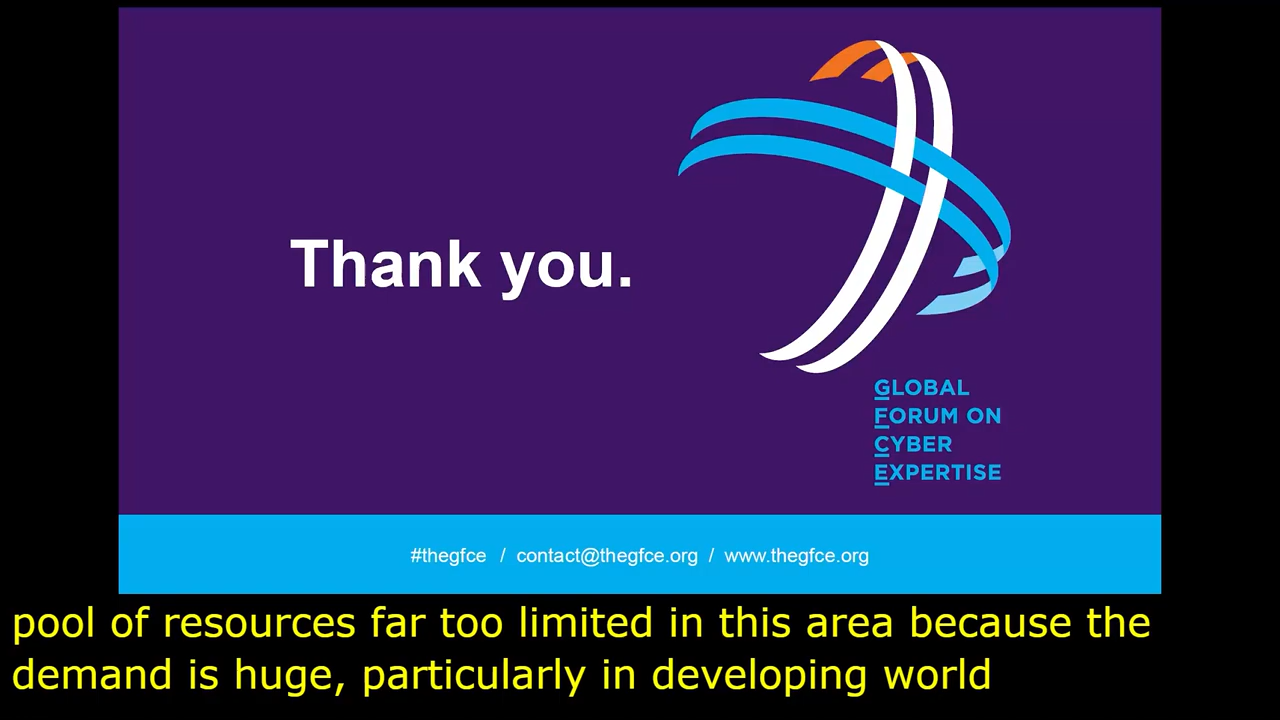 Thank you.
GLOBAL
FORUM ON
CYBER
EXPERTISE
#thegfce / contact@thegfce.org / www.thegfce.org
pool of resources far too limited in this area because the
demand is huge, particularly in developing world